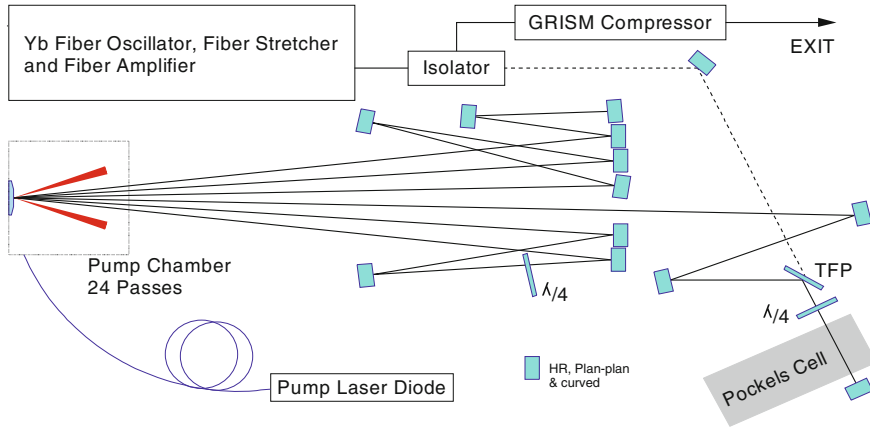 Yb Fiber Oscillator, Fiber Stretcher
and Fiber Amplifier
Isolator
GRISM Compressor
EXIT
Pump Chamber
24 Passes
λ/4
TFP
λ/4
Pockels Cell
HR, Plan-plan
& curved
Pump Laser Diode